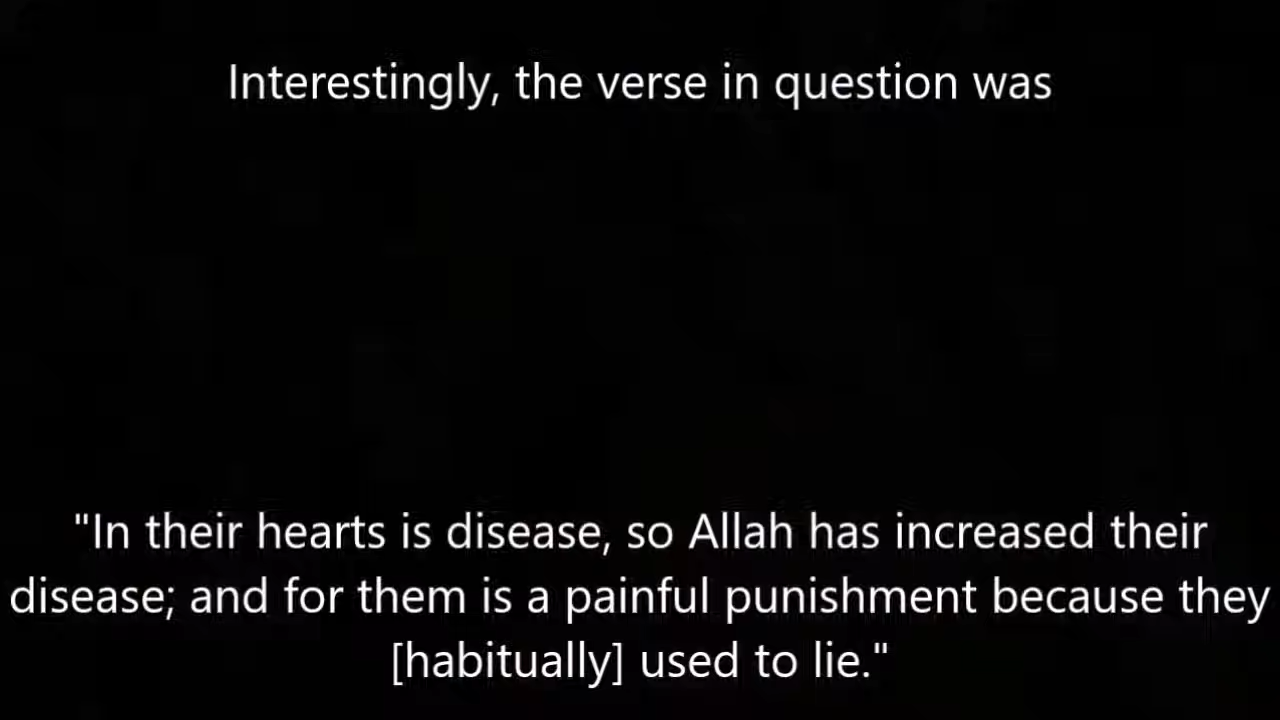 Interestingly, the verse in question was
"In their hearts is disease, so Allah has increased their
disease; and for them is a painful punishment because they
[habitually] used to lie."